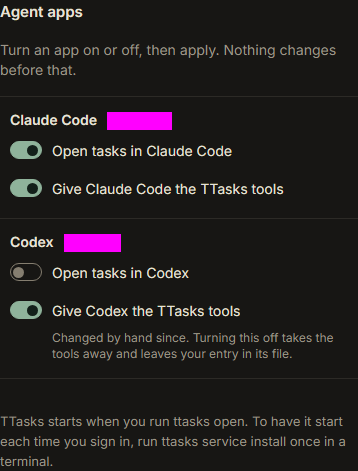 Agent apps
Turn an app on or off, then apply. Nothing changes
before that.
Claude Code
Open tasks in Claude Code
Give Claude Code the TTasks tools
Codex
Open tasks in Codex
Give Codex the TTasks tools
Changed by hand since. Turning this off takes the
tools away and leaves your entry in its file.
TTasks starts when you run ttasks open. To have it start
each time you sign in, run ttasks service install once in a
terminal.